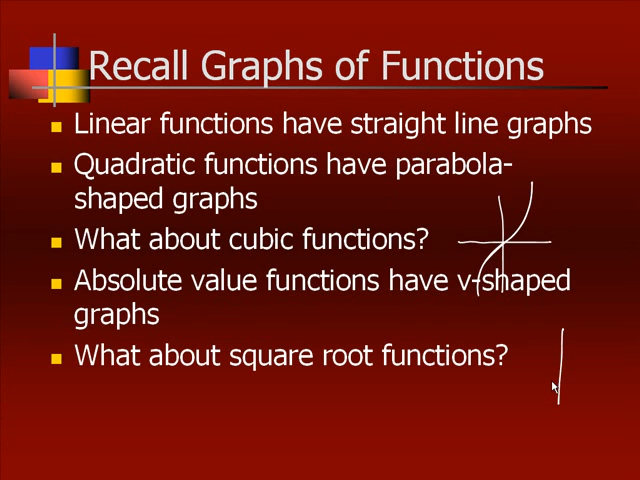 Recall Graphs of Functions
Linear functions have straight line graphs
Quadratic functions have parabola-
shaped graphs
What about cubic functions?
Absolute value functions have v-shaped
graphs
What about square root functions?